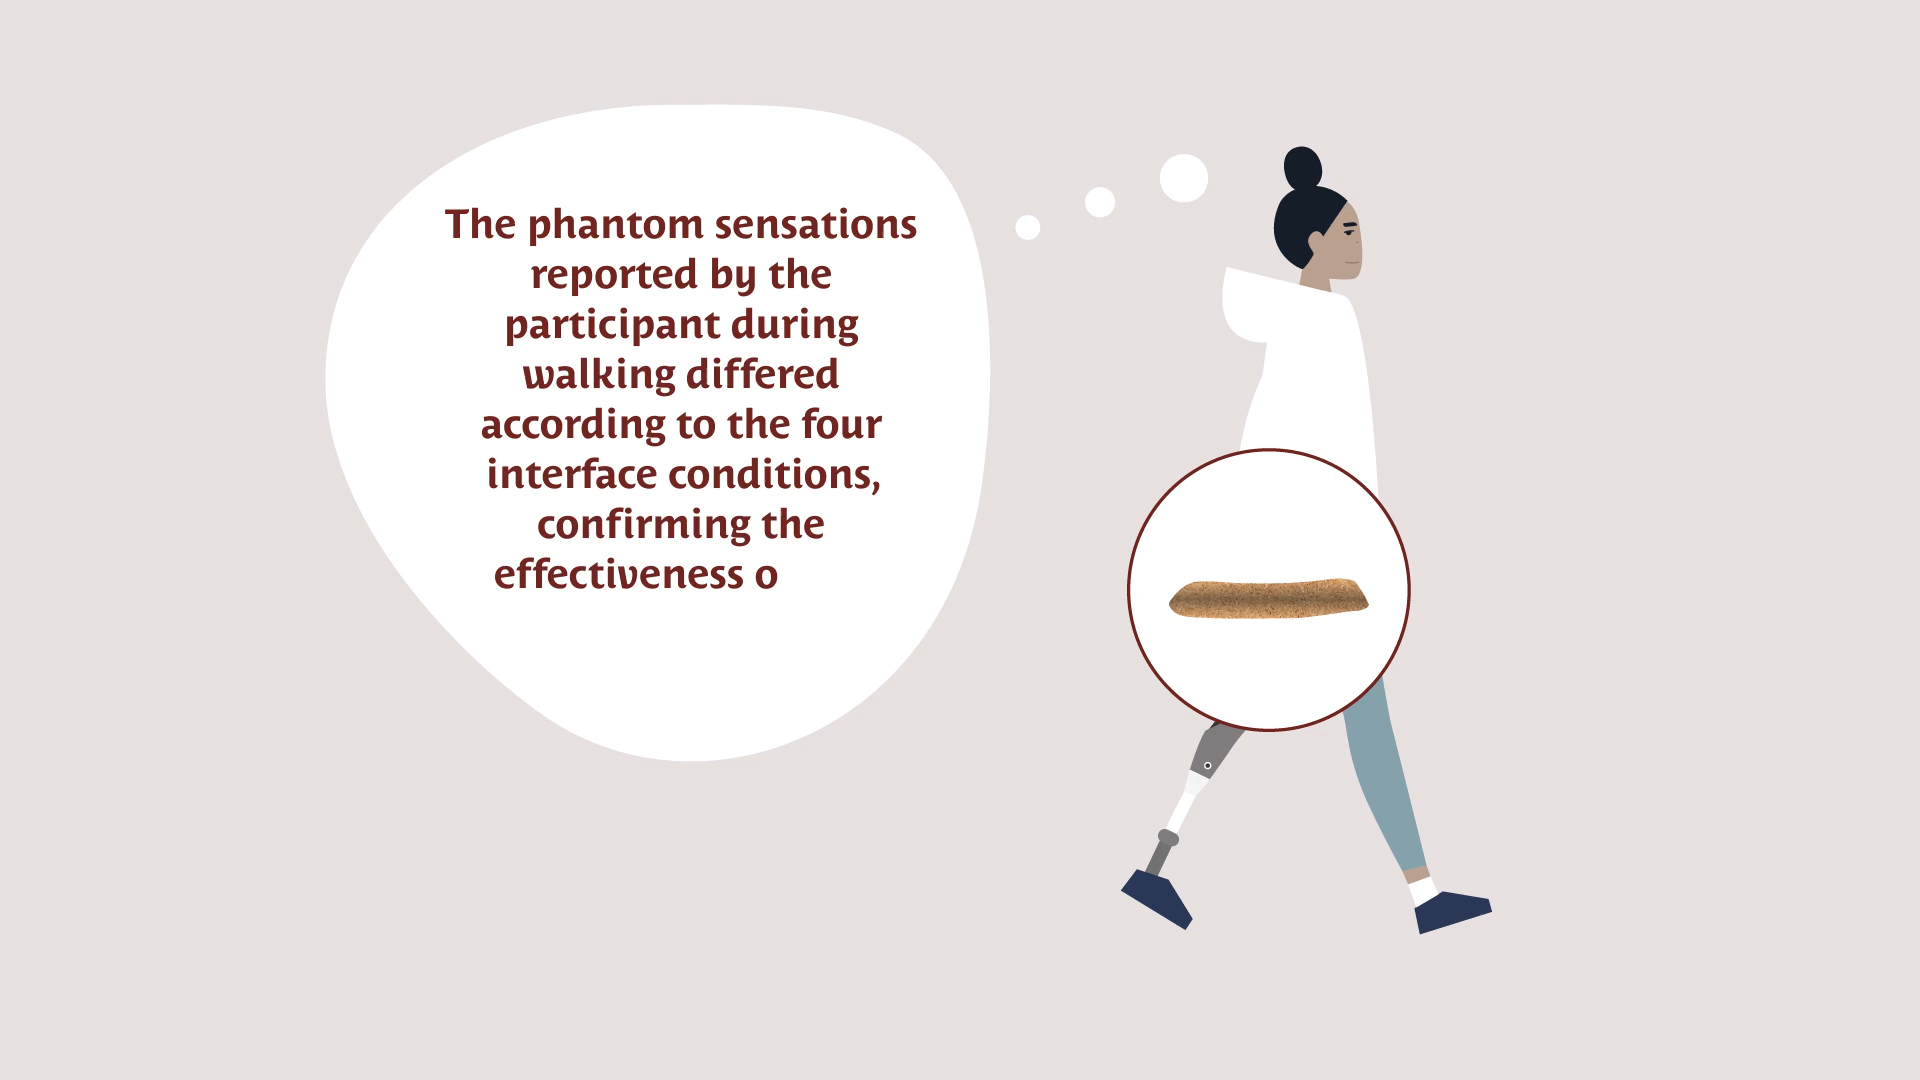 The phantom sensations
reported by the
participant during
walking differed
according to the four
interface conditions,
confirming the
effectiveness o